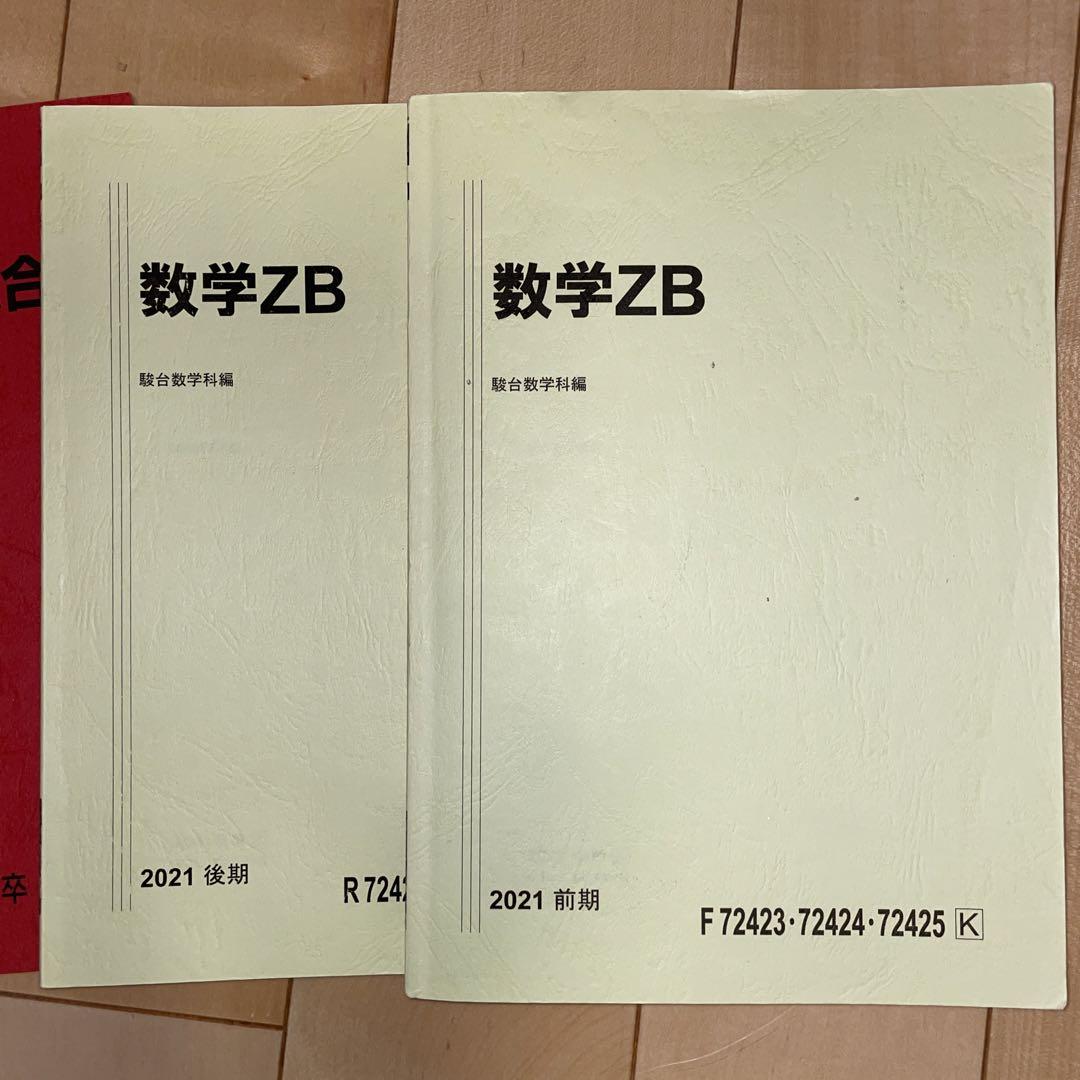 合
卒
数学ZB
駿台数学科編
2021 後期
R 7242
数学ZB
駿台数学科編
2021 前期
F 72423・72424・72425 K